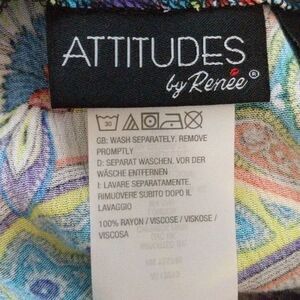 ATTITUDES
by Renée®
30
GB: WASH SEPARATELY. REMOVE
PROMPTLY.
D: SEPARAT WASCHEN. VOR DER
WÄSCHE ENTFERNEN
I: LAVARE SEPARATAMENTE.
RIMUOVERE SUBITO DOPO IL
LAVAGGIO
100% RAYON / VISCOSE / VISKOSE /
VISCOSA